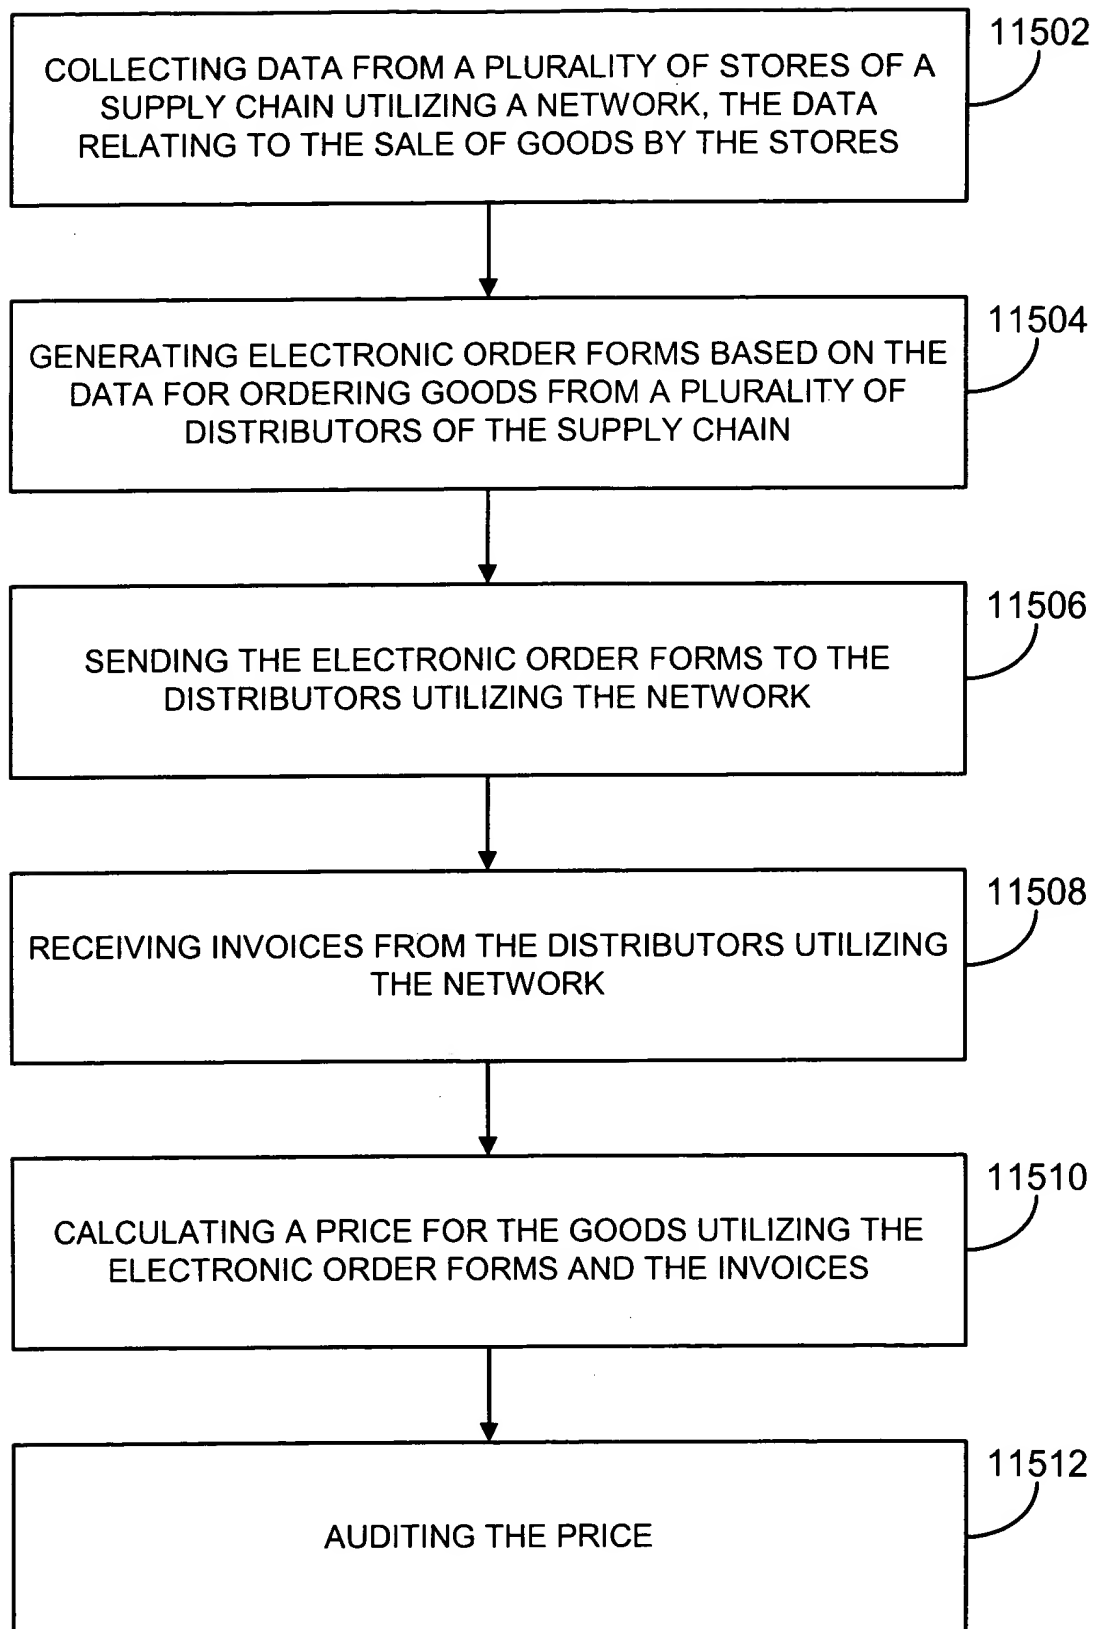 11502
COLLECTING DATA FROM A PLURALITY OF STORES OF A
SUPPLY CHAIN UTILIZING A NETWORK, THE DATA
RELATING TO THE SALE OF GOODS BY THE STORES
11504
GENERATING ELECTRONIC ORDER FORMS BASED ON THE
DATA FOR ORDERING GOODS FROM A PLURALITY OF
DISTRIBUTORS OF THE SUPPLY CHAIN
11506
SENDING THE ELECTRONIC ORDER FORMS TO THE
DISTRIBUTORS UTILIZING THE NETWORK
11508
RECEIVING INVOICES FROM THE DISTRIBUTORS UTILIZING
THE NETWORK
11510
CALCULATING A PRICE FOR THE GOODS UTILIZING THE
ELECTRONIC ORDER FORMS AND THE INVOICES
11512
AUDITING THE PRICE